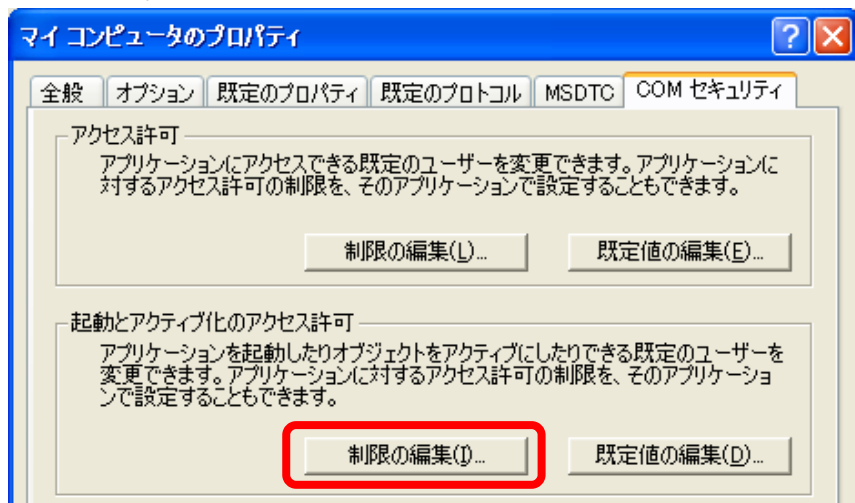 マイ コンピュータのプロパティ
全般 オプション 既定のプロパティ 既定のプロトコル MSDTC COM セキュリティ
アクセス許可
アプリケーションにアクセスできる既定のユーザーを変更できます。アプリケーションに
対するアクセス許可の制限を、そのアプリケーションで設定することもできます。
制限の編集(L)... 既定値の編集(E)...
起動とアクティブ化のアクセス許可
アプリケーションを起動したりオブジェクトをアクティブにしたりできる既定のユーザーを
変更できます。アプリケーションに対するアクセス許可の制限を、そのアプリケーショ
ンで設定することもできます。
制限の編集(I)... 既定値の編集(D)...